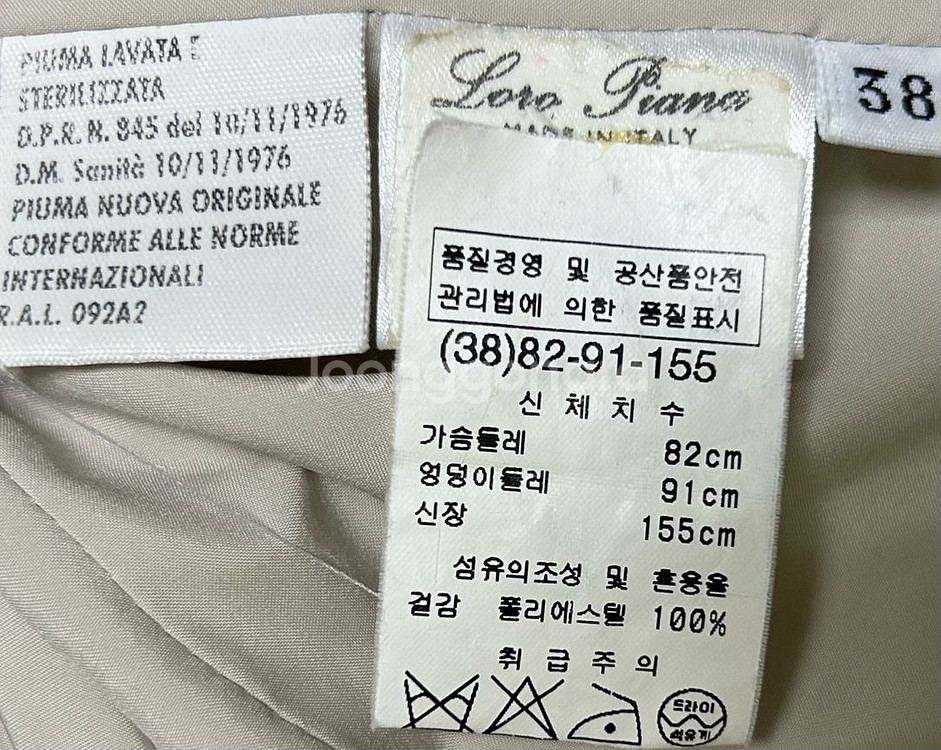 PIUMA LAVATA E
STERILIZZATA
D.P.R. N. 845 del 10/11/1976
D.M. Sanità 10/11/1976
PIUMA NUOVA ORIGINALE
CONFORME ALLE NORME
INTERNAZIONALI
R.A.L. 092A2
Loro Piana
MADE IN ITALY
38
품질경영 및 공산품안전
관리법에 의한 품질표시
(38)82-91-155
신 체 치 수
가슴둘레 82cm
엉덩이둘레 91cm
신장 155cm
섬유의조성 및 혼용율
겉감 폴리에스텔 100%
취 급 주 의
드라이
석유계
Joonggonara